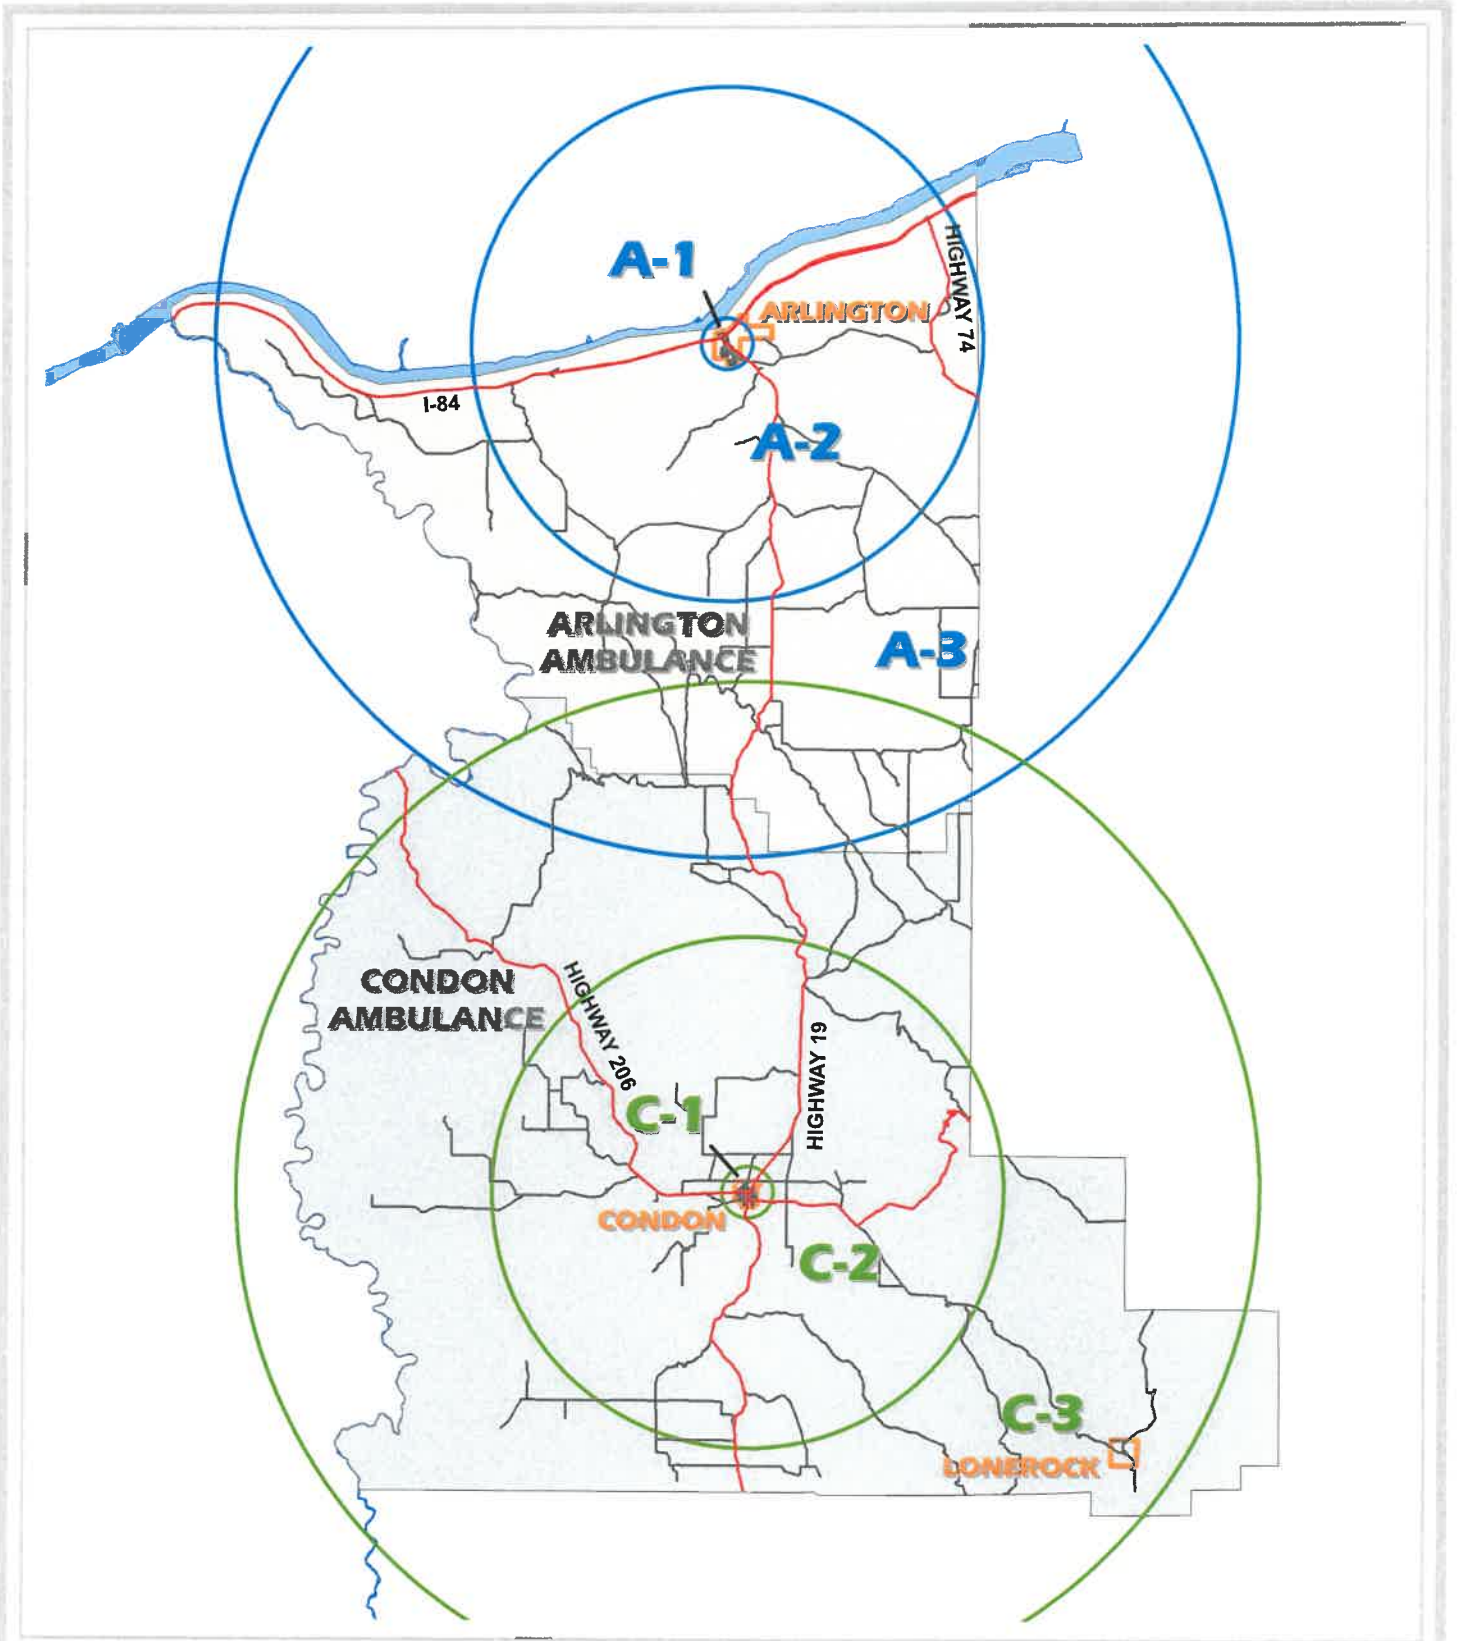 HIGHWAY 74
A-1
ARLINGTON
I-84
A-2
ARLINGTON
AMBULANCE
A-3
CONDON
AMBULANCE
HIGHWAY 206
HIGHWAY 19
C-1
CONDON
C-2
C-3
LONEROCK